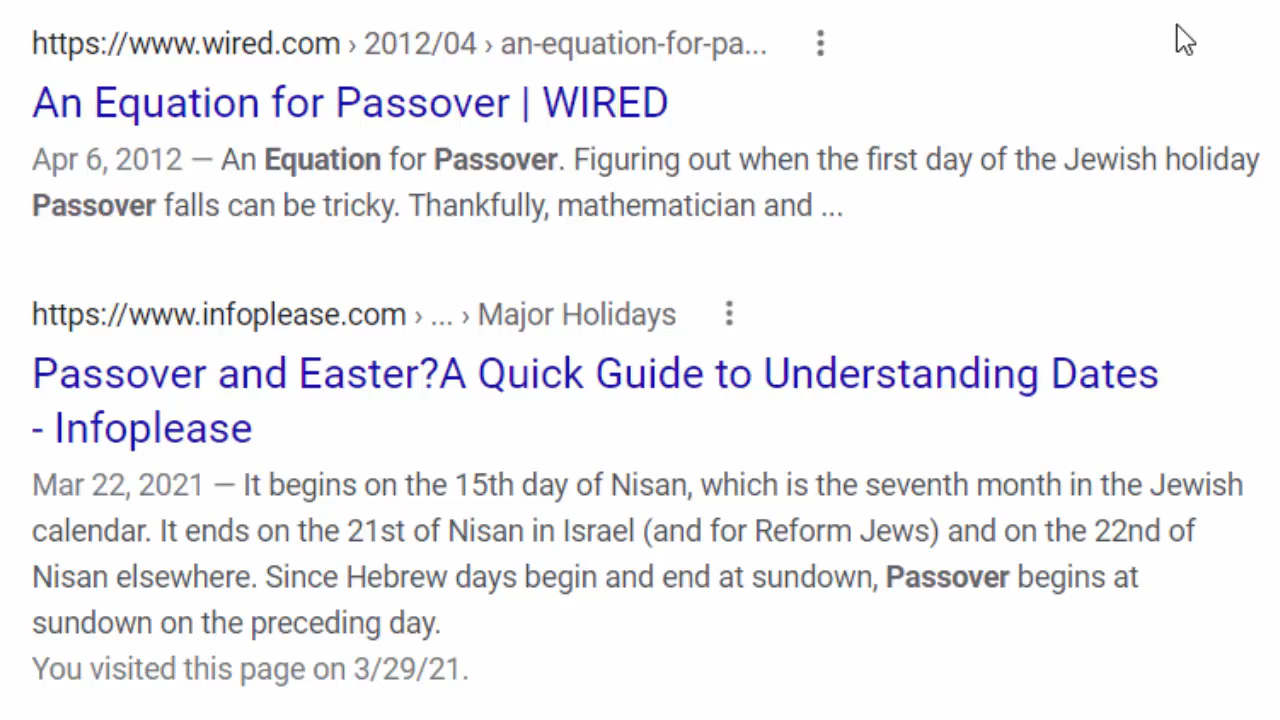 https://www.wired.com › 2012/04 › an-equation-for-pa...
An Equation for Passover | WIRED
Apr 6, 2012 — An Equation for Passover. Figuring out when the first day of the Jewish holiday
Passover falls can be tricky. Thankfully, mathematician and ...
https://www.infoplease.com › ... › Major Holidays
Passover and Easter?A Quick Guide to Understanding Dates
- Infoplease
Mar 22, 2021 — It begins on the 15th day of Nisan, which is the seventh month in the Jewish
calendar. It ends on the 21st of Nisan in Israel (and for Reform Jews) and on the 22nd of
Nisan elsewhere. Since Hebrew days begin and end at sundown, Passover begins at
sundown on the preceding day.
You visited this page on 3/29/21.